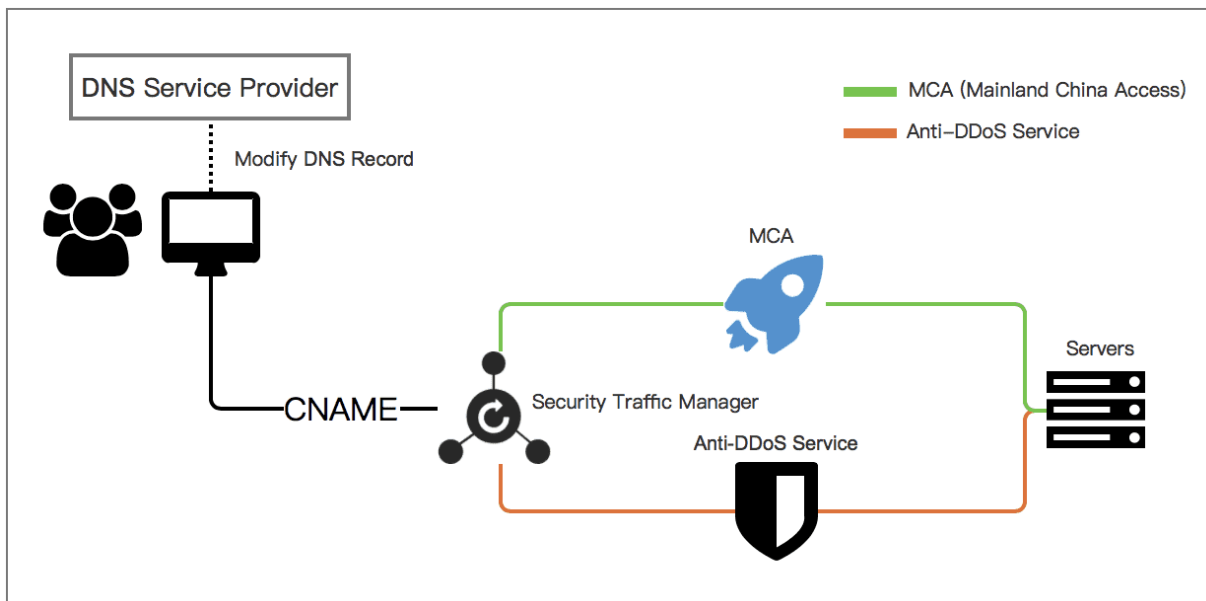 DNS Service Provider
Modify DNS Record
MCA (Mainland China Access)
Anti-DDoS Service
MCA
Servers
CNAME
Security Traffic Manager
Anti-DDoS Service